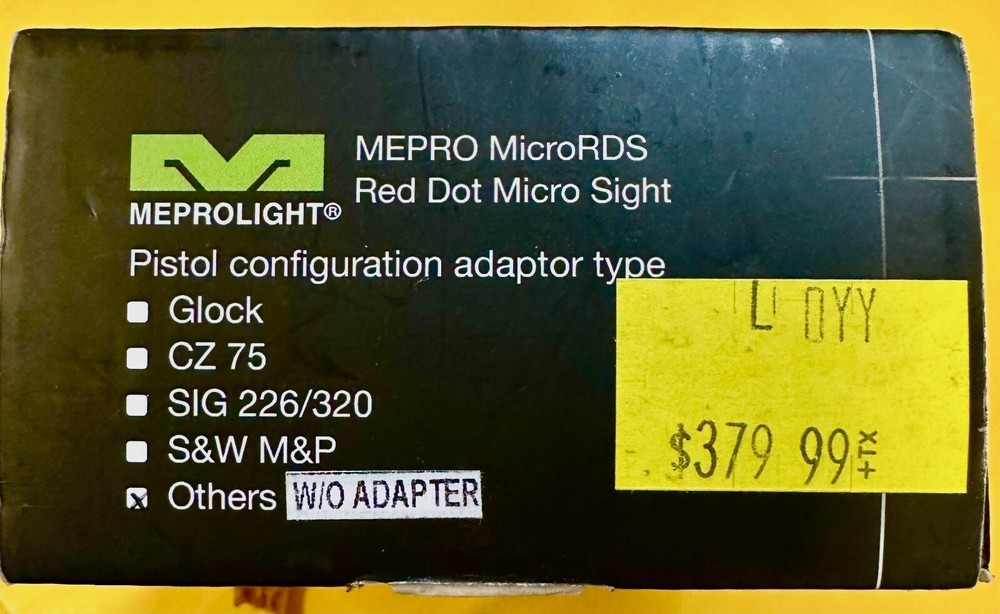 MEPROLIGHT®
MEPRO MicroRDS
Red Dot Micro Sight
Pistol configuration adaptor type
Glock
CZ 75
SIG 226/320
S&W M&P
Others W/O ADAPTER
$379 99 +TX